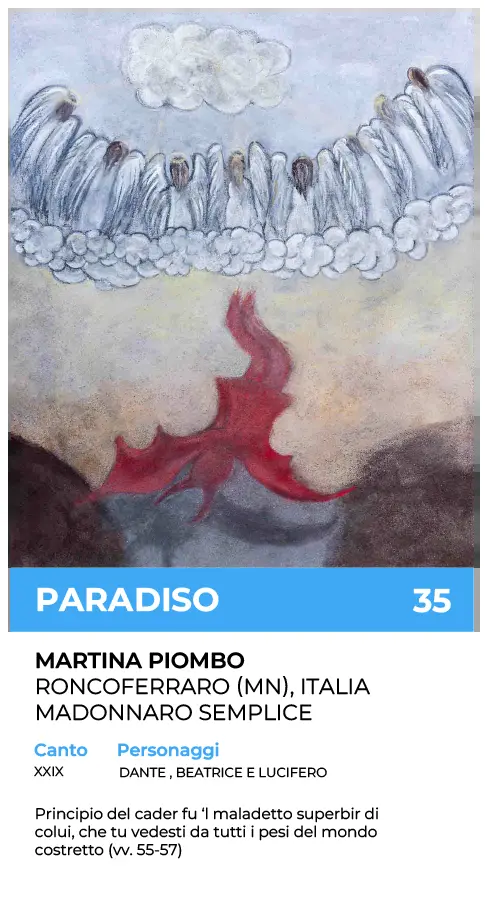 PARADISO 35
MARTINA PIOMBO
RONCOFERRARO (MN), ITALIA
MADONNARO SEMPLICE
Canto Personaggi
XXIX DANTE , BEATRICE E LUCIFERO
Principio del cader fu ‘l maladetto superbir di
colui, che tu vedesti da tutti i pesi del mondo
costretto (vv. 55-57)